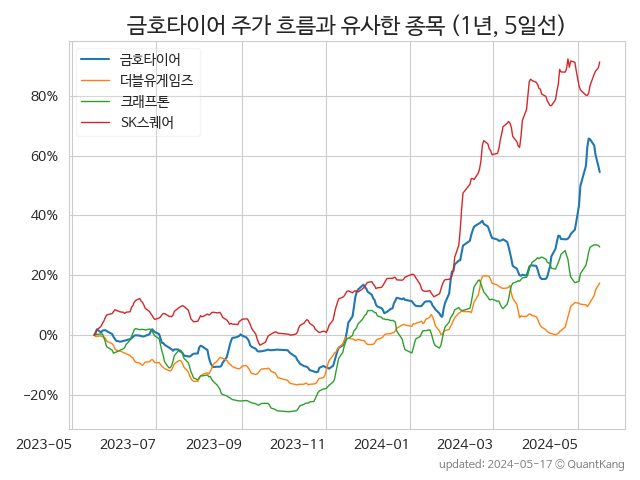 금호타이어 주가 흐름과 유사한 종목 (1년, 5일선)
금호타이어
더블유게임즈
크래프톤
SK스퀘어
80%
60%
40%
20%
0%
−20%
2023-05 2023-07 2023-09 2023-11 2024-01 2024-03 2024-05
updated: 2024-05-17 © QuantKang